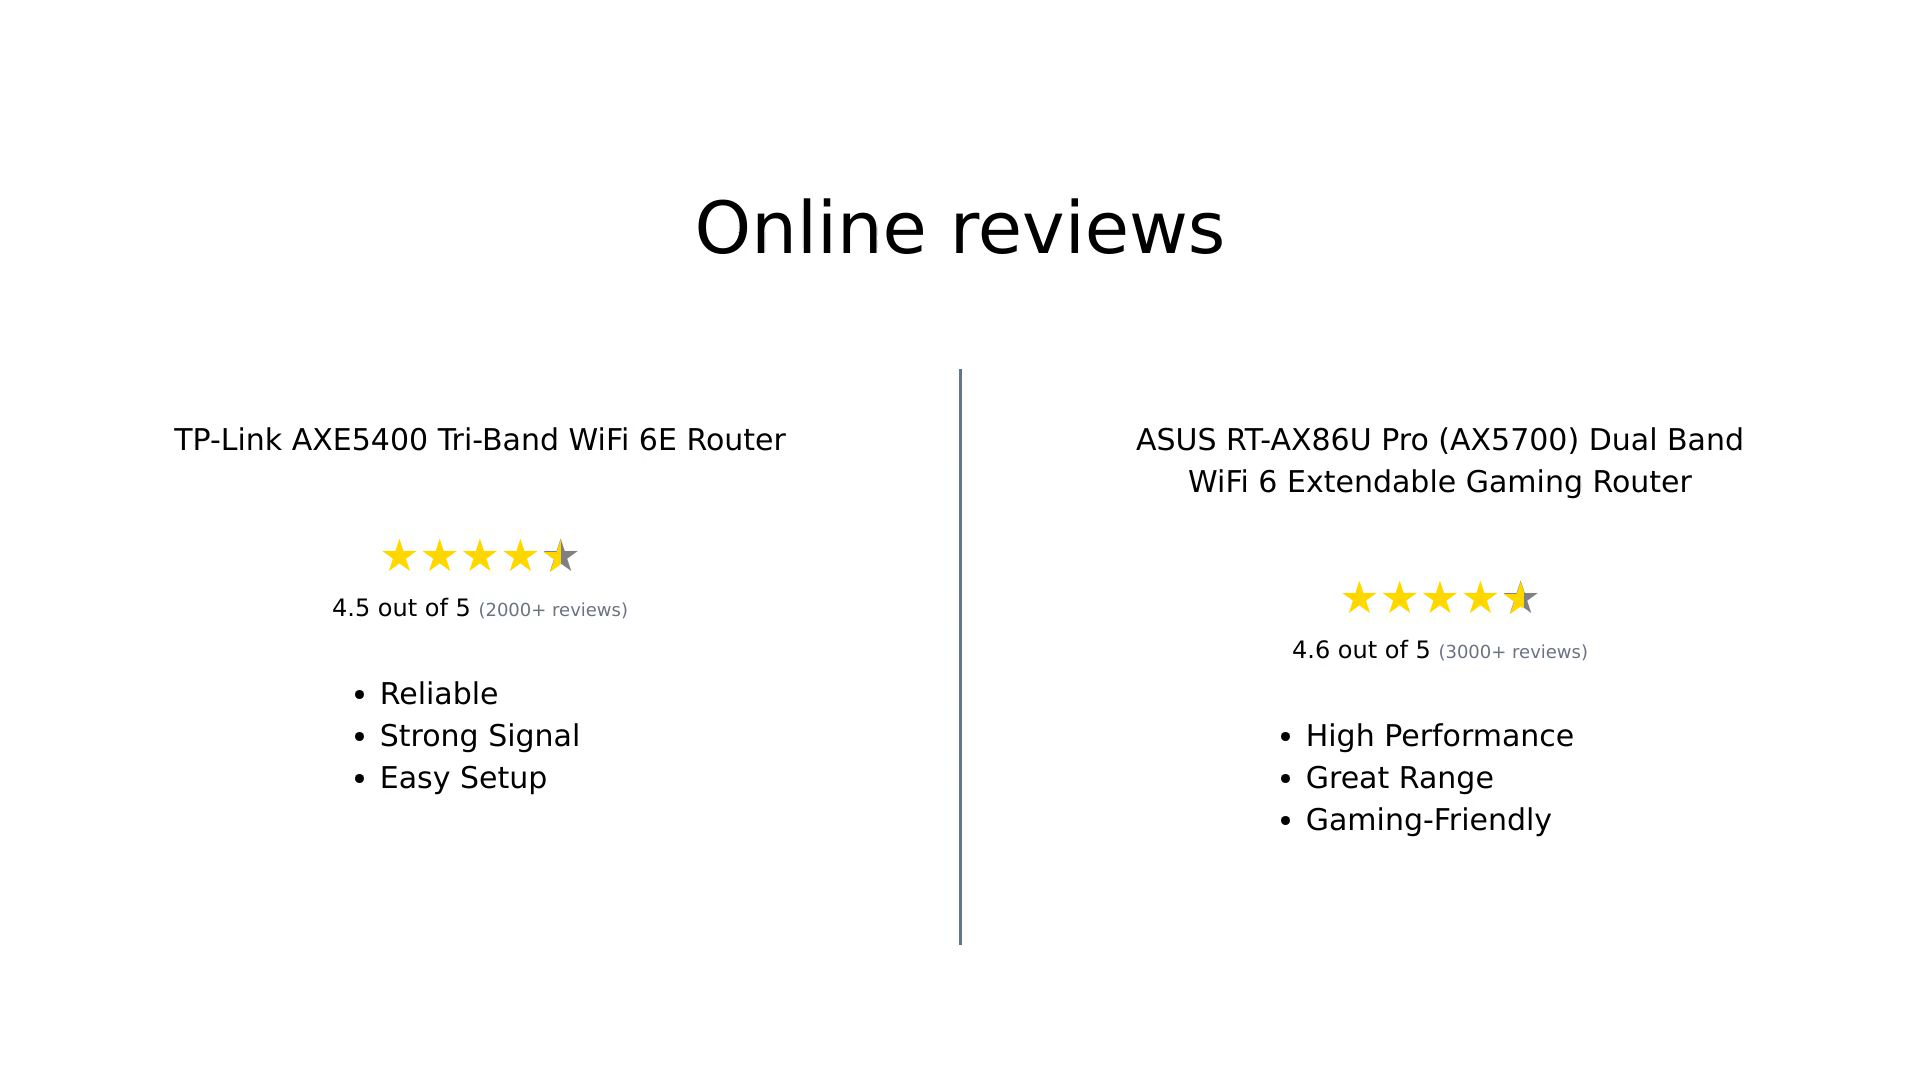 Online reviews
TP-Link AXE5400 Tri-Band WiFi 6E Router
4.5 out of 5 (2000+ reviews)
• Reliable
• Strong Signal
• Easy Setup
ASUS RT-AX86U Pro (AX5700) Dual Band
WiFi 6 Extendable Gaming Router
4.6 out of 5 (3000+ reviews)
• High Performance
• Great Range
• Gaming-Friendly